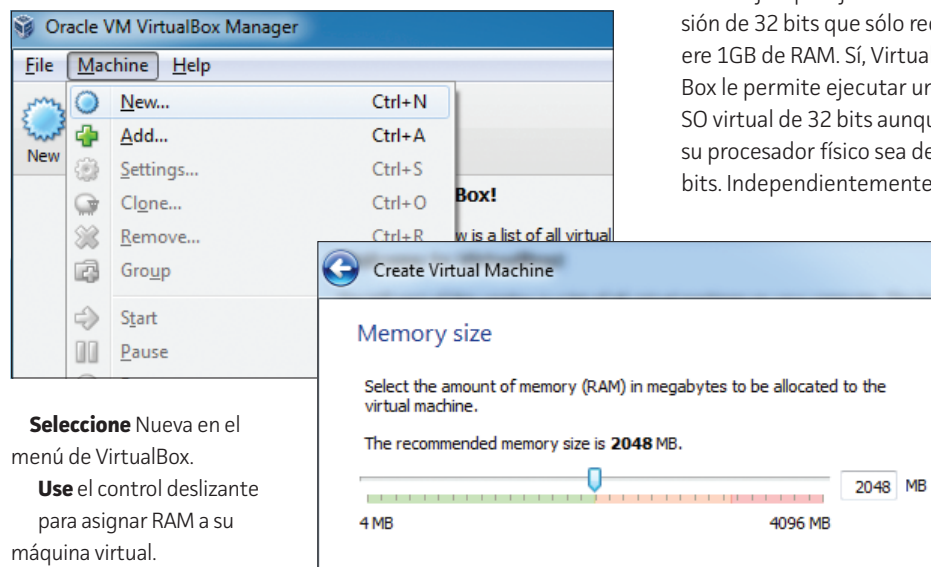 Oracle VM VirtualBox Manager
File Machine Help
New
New... Ctrl+N
Add... Ctrl+A
Settings... Ctrl+S
Clone... Ctrl+O
Remove... Ctrl+R
Group
Start
Pause
Box!
w is a list of all virtual
sión de 32 bits que sólo re
ere 1GB de RAM. Sí, Virtua
Box le permite ejecutar un
SO virtual de 32 bits aunqu
su procesador físico sea de
bits. Independientemente
Create Virtual Machine
Memory size
Select the amount of memory (RAM) in megabytes to be allocated to the
virtual machine.
The recommended memory size is 2048 MB.
2048 MB
4 MB 4096 MB
Seleccione Nueva en el
menú de VirtualBox.
Use el control deslizante
para asignar RAM a su
máquina virtual.